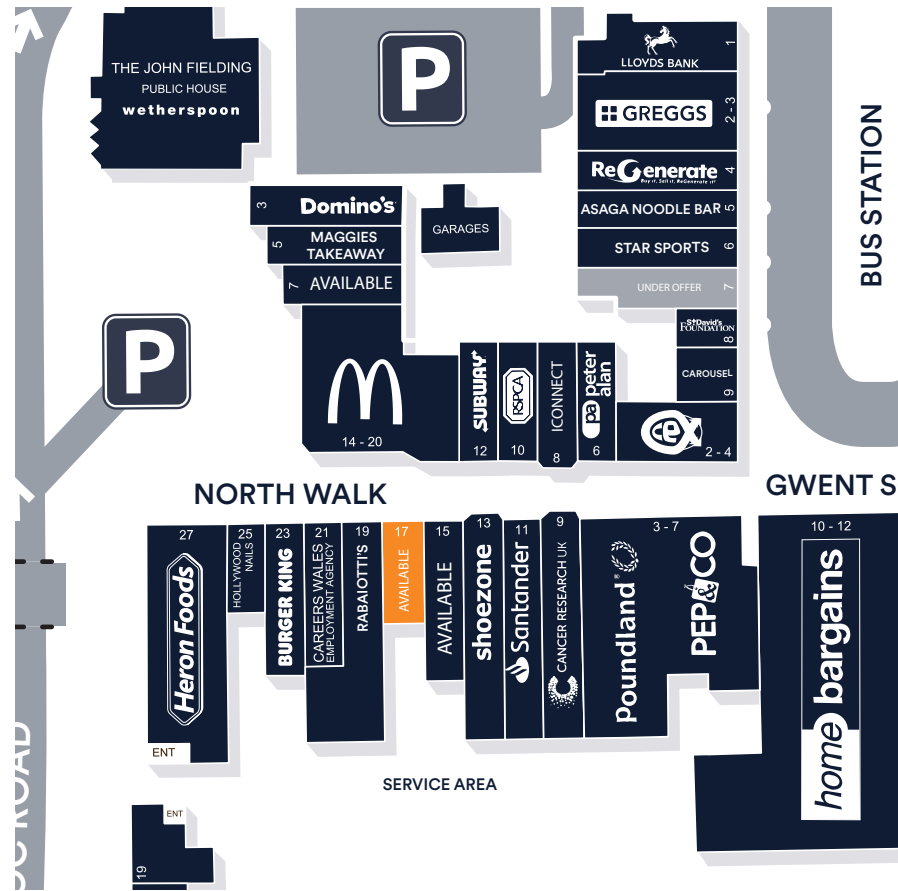 THE JOHN FIELDING
PUBLIC HOUSE
wetherspoon
P
1
LLOYDS BANK
GREGGS
2 - 3
ReGenerate
Buy it, Sell it, ReGenerate it!
4
ASAGA NOODLE BAR
5
STAR SPORTS
6
UNDER OFFER
7
St David's
FOUNDATION
8
CAROUSEL
9
BUS STATION
3
Domino's
5
MAGGIES
TAKEAWAY
7
AVAILABLE
GARAGES
P
14 - 20
SUBWAY
12
RSPCA
10
ICONNECT
8
pa peter
alan
6
2 - 4
NORTH WALK
GWENT S
27
Heron Foods
ENT
25
HOLLYWOOD
NAILS
23
BURGER KING
21
CAREERS WALES
EMPLOYMENT AGENCY
19
RABAIOTTI'S
17
AVAILABLE
15
AVAILABLE
13
shoezone
11
Santander
9
CANCER RESEARCH UK
3 - 7
Poundland®
PEP&CO
10 - 12
home bargains
SERVICE AREA
OC ROAD
ENT
19